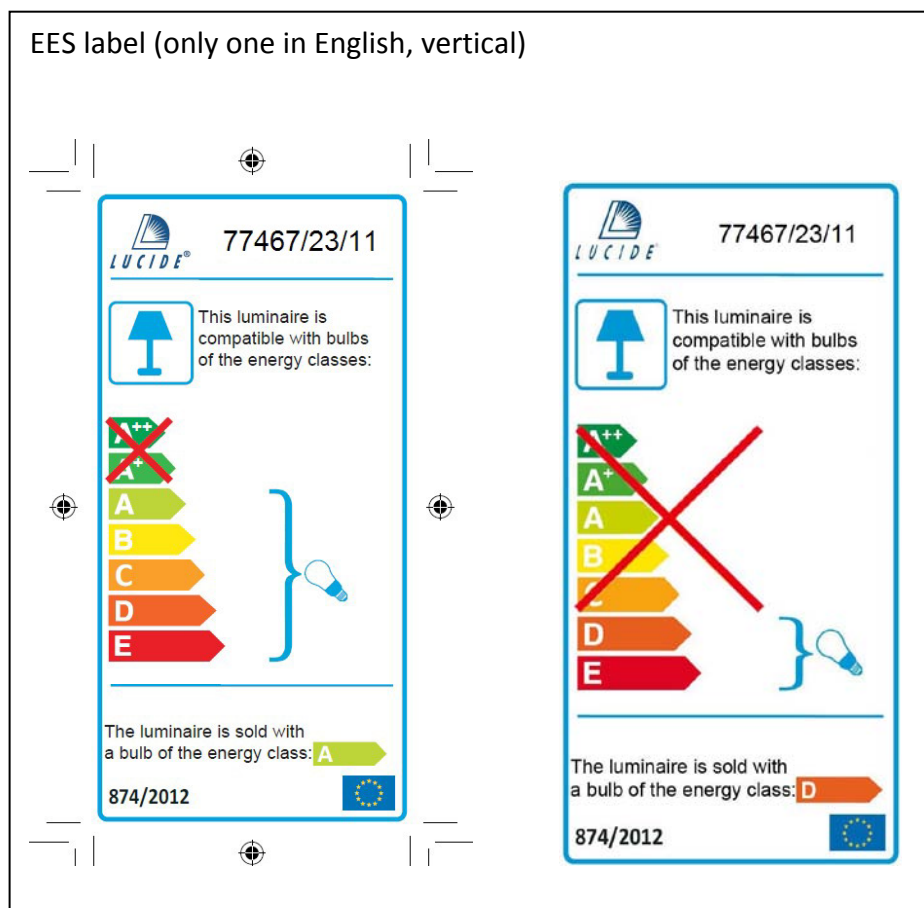 EES label (only one in English, vertical)
LUCIDE®
77467/23/11
This luminaire is
compatible with bulbs
of the energy classes:
A++
A+
A
B
C
D
E
The luminaire is sold with
a bulb of the energy class: A
874/2012
LUCIDE
77467/23/11
This luminaire is
compatible with bulbs
of the energy classes:
A++
A+
A
B
C
D
E
The luminaire is sold with
a bulb of the energy class: D
874/2012